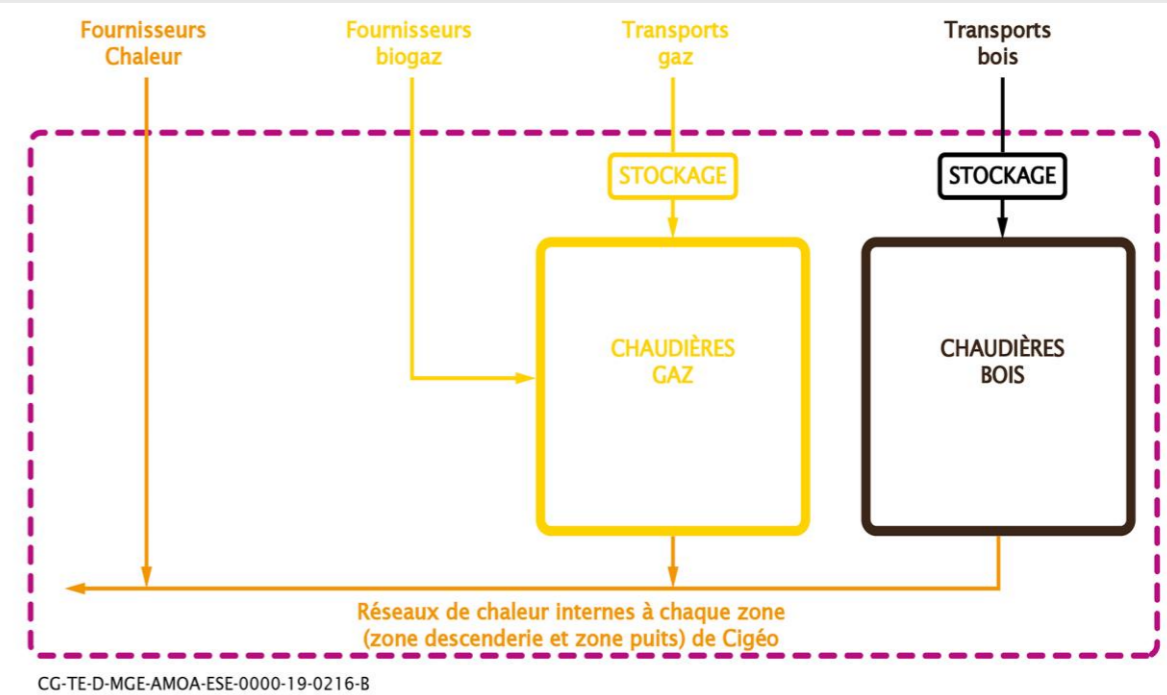 Fournisseurs
Chaleur
Fournisseurs
biogaz
Transports
gaz
Transports
bois
STOCKAGE
STOCKAGE
CHAUDIÈRES
GAZ
CHAUDIÈRES
BOIS
Réseaux de chaleur internes à chaque zone
(zone descenderie et zone puits) de Cigéo
CG-TE-D-MGE-AMOA-ESE-0000-19-0216-B